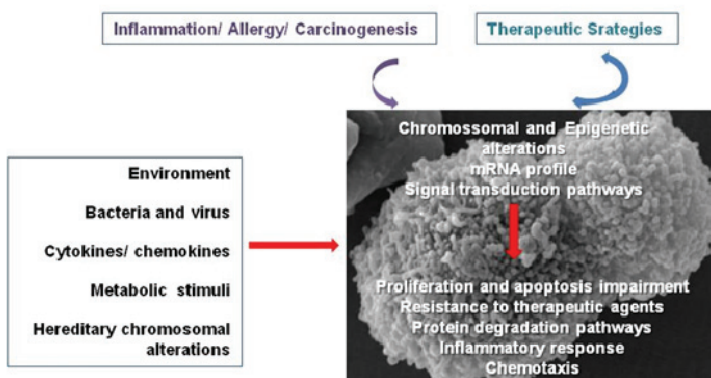 Inflammation/ Allergy/ Carcinogenesis
Therapeutic Srategies
Environment
Bacteria and virus
Cytokines/ chemokines
Metabolic stimuli
Hereditary chromosomal
alterations
Chromossomal and Epigenetic
alterations
mRNA profile
Signal transduction pathways
Proliferation and apoptosis impairment
Resistance to therapeutic agents
Protein degradation pathways
Inflammatory response
Chemotaxis